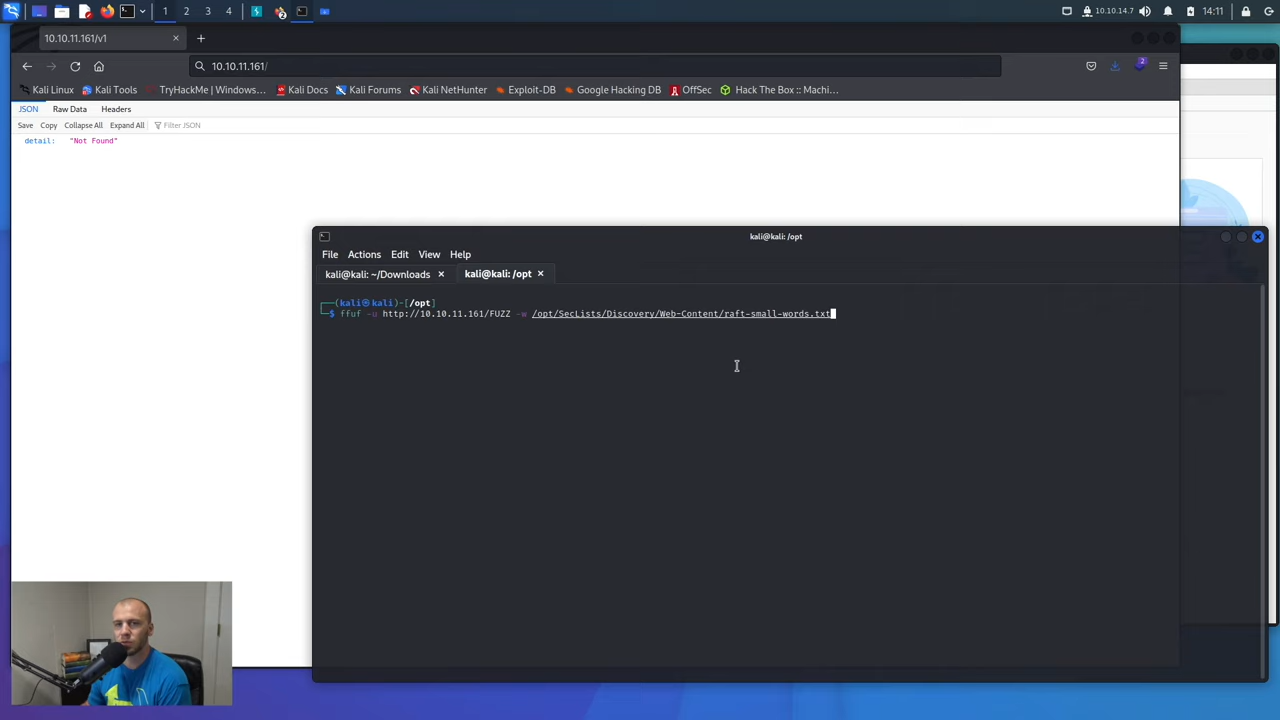 1 2 3 4 10.10.14.7 14:11
10.10.11.161/v1
10.10.11.161/
Kali Linux Kali Tools TryHackMe | Windows… Kali Docs Kali Forums Kali NetHunter Exploit-DB Google Hacking DB OffSec Hack The Box :: Machi…
JSON Raw Data Headers
Save Copy Collapse All Expand All Filter JSON
detail: "Not Found"
kali@kali: /opt
File Actions Edit View Help
kali@kali: ~/Downloads kali@kali: /opt
┌──(kali㉿kali)-[/opt]
└─$ ffuf -u http://10.10.11.161/FUZZ -w /opt/SecLists/Discovery/Web-Content/raft-small-words.txt